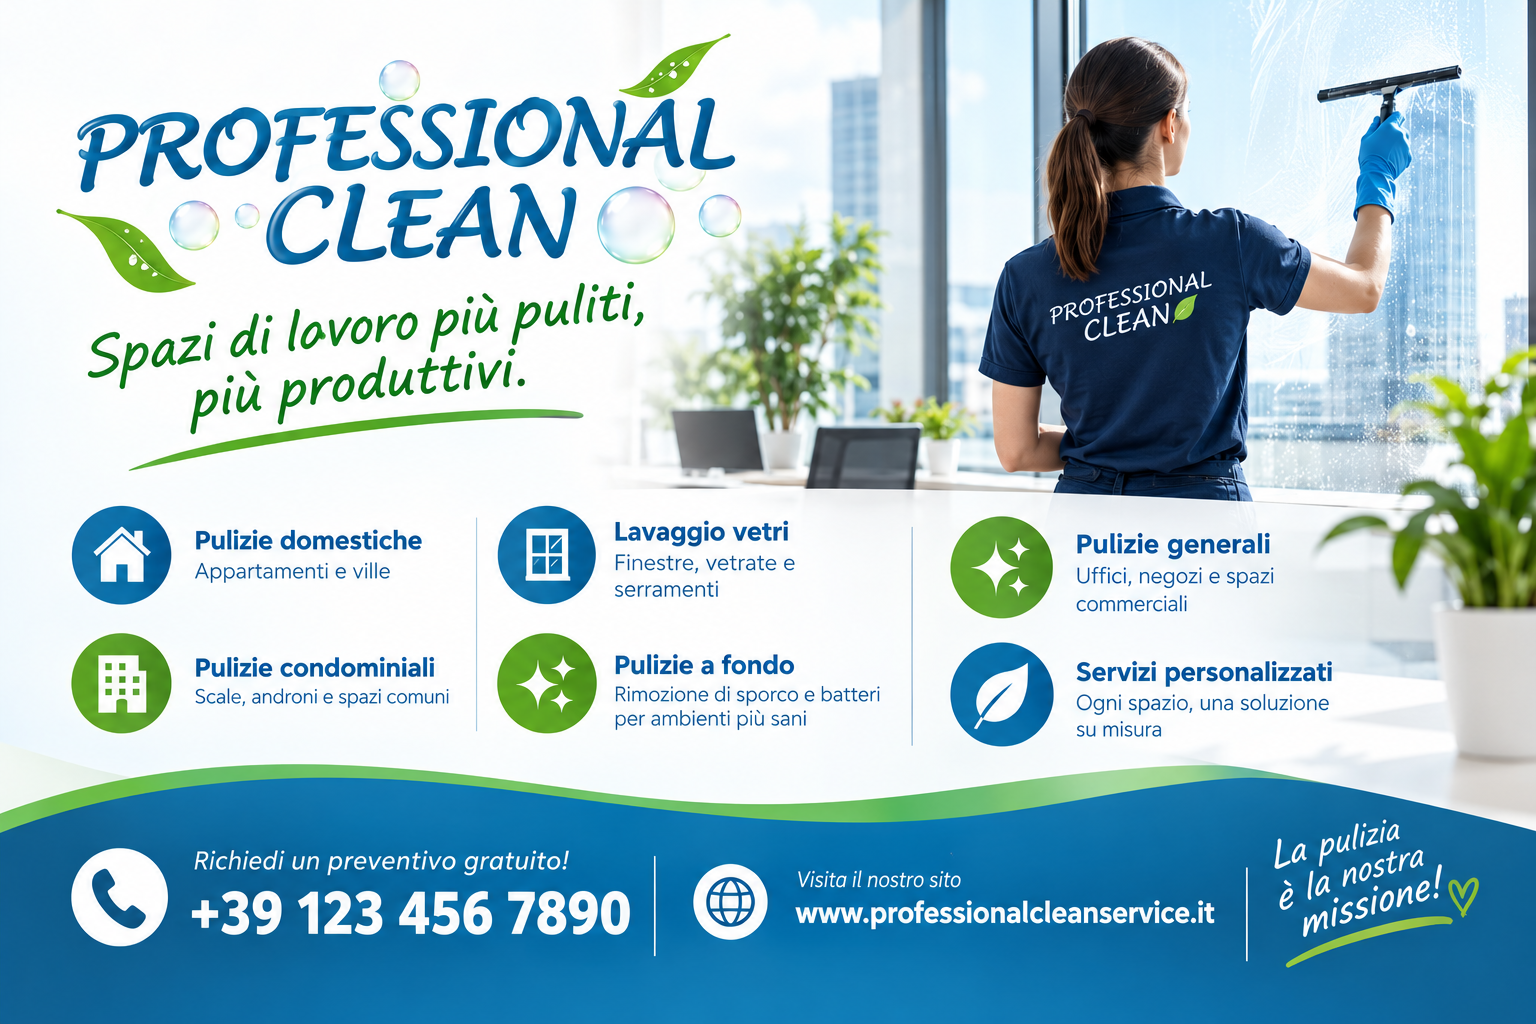 PROFESSIONAL
CLEAN
Spazi di lavoro più puliti,
più produttivi.
PROFESSIONAL
CLEAN
Pulizie domestiche
Appartamenti e ville
Lavaggio vetri
Finestre, vetrate e
serramenti
Pulizie generali
Uffici, negozi e spazi
commerciali
Pulizie condominiali
Scale, androni e spazi comuni
Pulizie a fondo
Rimozione di sporco e batteri
per ambienti più sani
Servizi personalizzati
Ogni spazio, una soluzione
su misura
Richiedi un preventivo gratuito!
+39 123 456 7890
Visita il nostro sito
www.professionalcleanservice.it
La pulizia
è la nostra
missione!